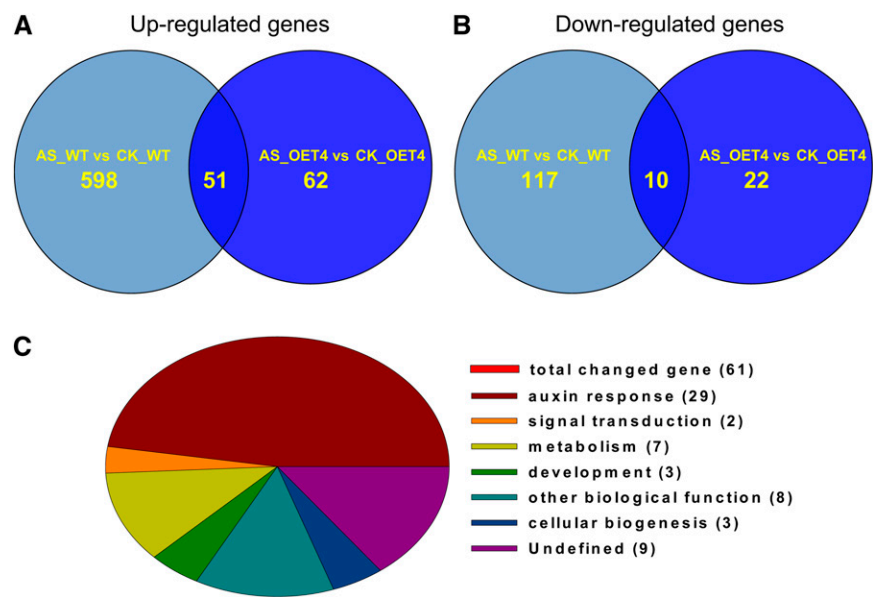 A Up-regulated genes
AS_WT vs CK_WT
598
51
AS_OET4 vs CK_OET4
62
B Down-regulated genes
AS_WT vs CK_WT
117
10
AS_OET4 vs CK_OET4
22
C
total changed gene (61)
auxin response (29)
signal transduction (2)
metabolism (7)
development (3)
other biological function (8)
cellular biogenesis (3)
Undefined (9)